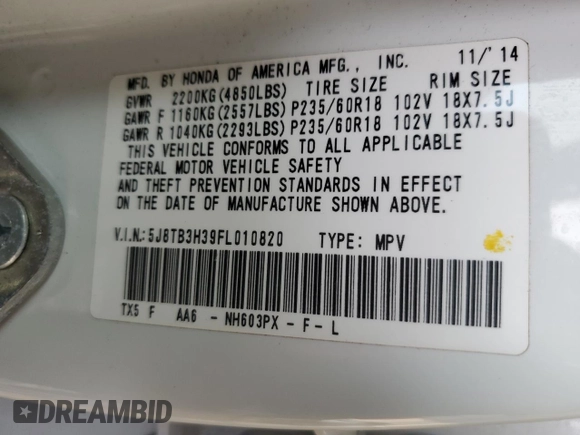 MFD. BY HONDA OF AMERICA MFG., INC. 11/'14
GVWR 2200KG(4850LBS) TIRE SIZE RIM SIZE
GAWR F 1160KG(2557LBS) P235/60R18 102V 18X7.5J
GAWR R 1040KG(2293LBS) P235/60R18 102V 18X7.5J
THIS VEHICLE CONFORMS TO ALL APPLICABLE
FEDERAL MOTOR VEHICLE SAFETY
AND THEFT PREVENTION STANDARDS IN EFFECT
ON THE DATE OF MANUFACTURE SHOWN ABOVE.
V.I.N.:5J8TB3H39FL010820 TYPE: MPV
TX5 F AA6 - NH603PX - F - L
DREAMBID